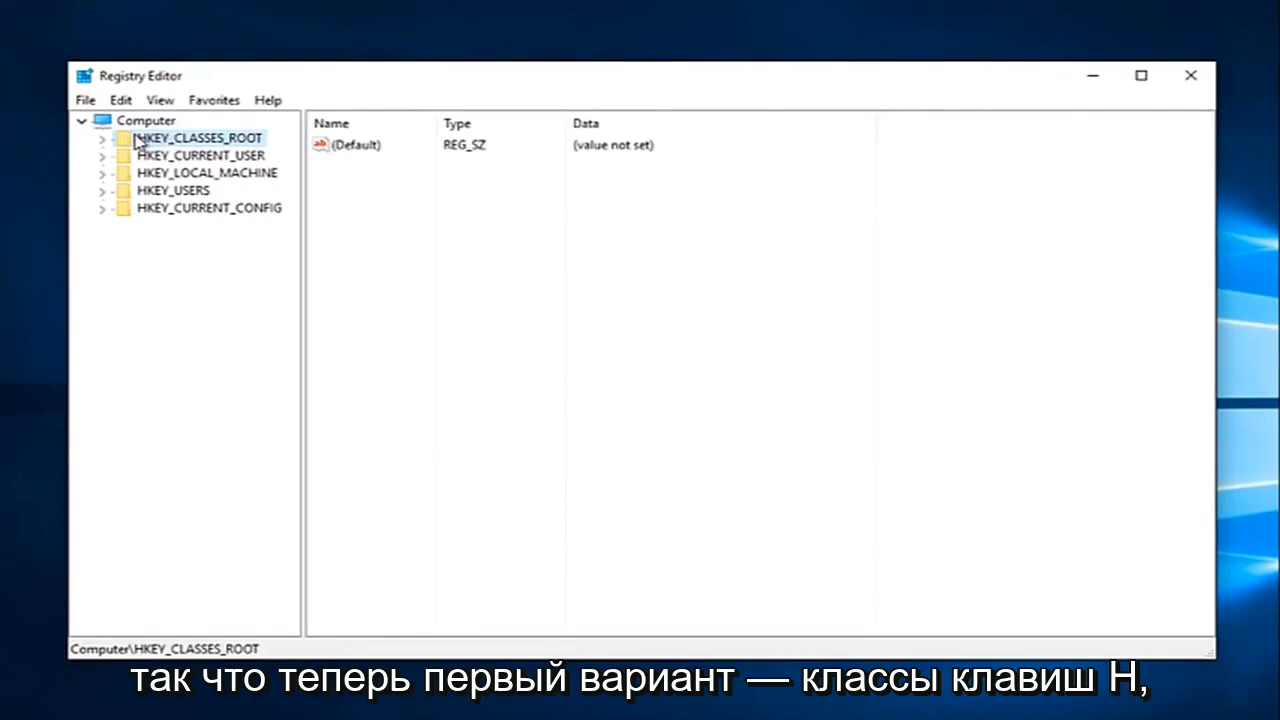 Registry Editor
File Edit View Favorites Help
Computer
HKEY_CLASSES_ROOT
HKEY_CURRENT_USER
HKEY_LOCAL_MACHINE
HKEY_USERS
HKEY_CURRENT_CONFIG
Name Type Data
ab (Default) REG_SZ (value not set)
Computer\HKEY_CLASSES_ROOT
так что теперь первый вариант — классы клавиш H,